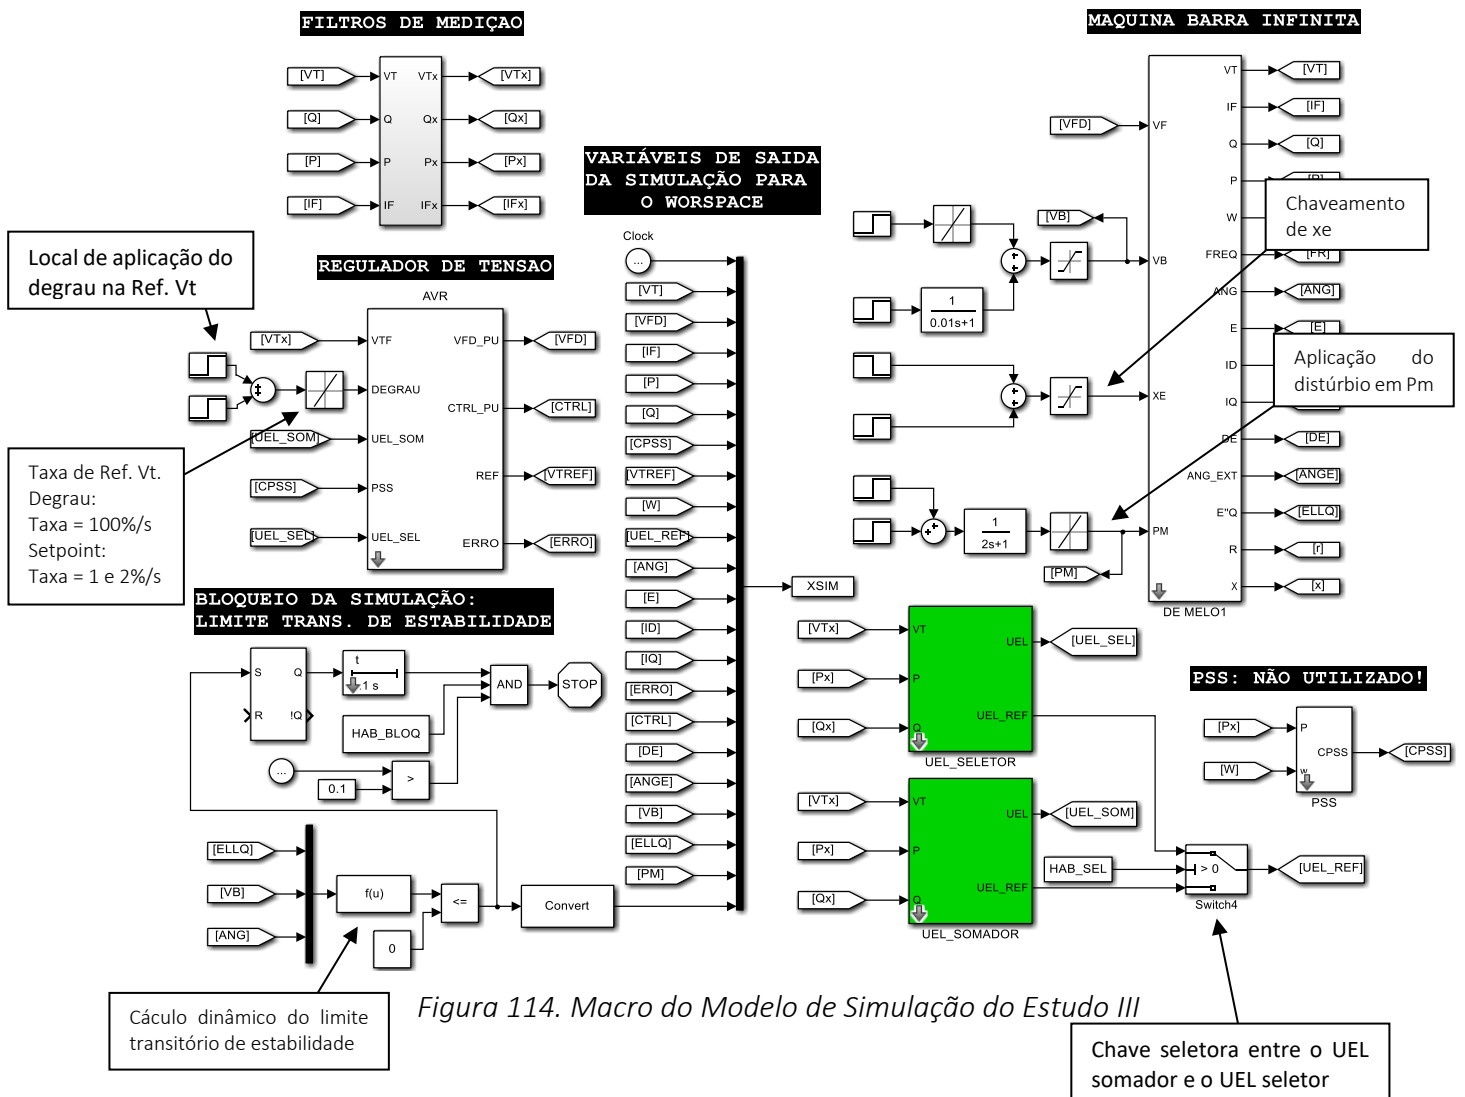 FILTROS DE MEDIÇAO
[VT]
VT
VTx
[VTx]
[Q]
Q
Qx
[Qx]
[P]
P
Px
[Px]
[IF]
IF
IFx
[IFx]
Local de aplicação do
degrau na Ref. Vt
REGULADOR DE TENSAO
AVR
[VTx]
VTF
VFD_PU
[VFD]
DEGRAU
CTRL_PU
[CTRL]
[UEL_SOM]
UEL_SOM
[CPSS]
PSS
REF
[VTREF]
[UEL_SEL]
UEL_SEL
ERRO
[ERRO]
Taxa de Ref. Vt.
Degrau:
Taxa = 100%/s
Setpoint:
Taxa = 1 e 2%/s
BLOQUEIO DA SIMULAÇÃO:
LIMITE TRANS. DE ESTABILIDADE
S
Q
R
!Q
t
.1 s
HAB_BLOQ
AND
STOP
...
0.1
>
[ELLQ]
[VB]
[ANG]
f(u)
<=
0
Convert
Cáculo dinâmico do limite
transitório de estabilidade
VARIÁVEIS DE SAIDA
DA SIMULAÇÃO PARA
O WORSPACE
Clock
...
[VT]
[VFD]
[IF]
[P]
[Q]
[CPSS]
[VTREF]
[W]
[UEL_REF]
[ANG]
[E]
[ID]
[IQ]
[ERRO]
[CTRL]
[DE]
[ANGE]
[VB]
[ELLQ]
[PM]
XSIM
MAQUINA BARRA INFINITA
[VFD]
VF
VT
[VT]
IF
[IF]
Q
[Q]
P
W
FREQ
[FR]
ANG
[ANG]
E
[E]
ID
IQ
DE
[DE]
ANG_EXT
[ANGE]
E"Q
[ELLQ]
R
[r]
X
[x]
[VB]
VB
1
0.01s+1
XE
1
2s+1
PM
[PM]
DE MELO1
Chaveamento
de xe
Aplicação do
distúrbio em Pm
[VTx]
VT
UEL
[UEL_SEL]
[Px]
P
UEL_REF
[Qx]
Q
UEL_SELETOR
[VTx]
VT
UEL
[UEL_SOM]
[Px]
P
UEL_REF
[Qx]
Q
UEL_SOMADOR
HAB_SEL
> 0
Switch4
[UEL_REF]
PSS: NÃO UTILIZADO!
[Px]
P
CPSS
[CPSS]
[W]
w
PSS
Chave seletora entre o UEL
somador e o UEL seletor
Figura 114. Macro do Modelo de Simulação do Estudo III